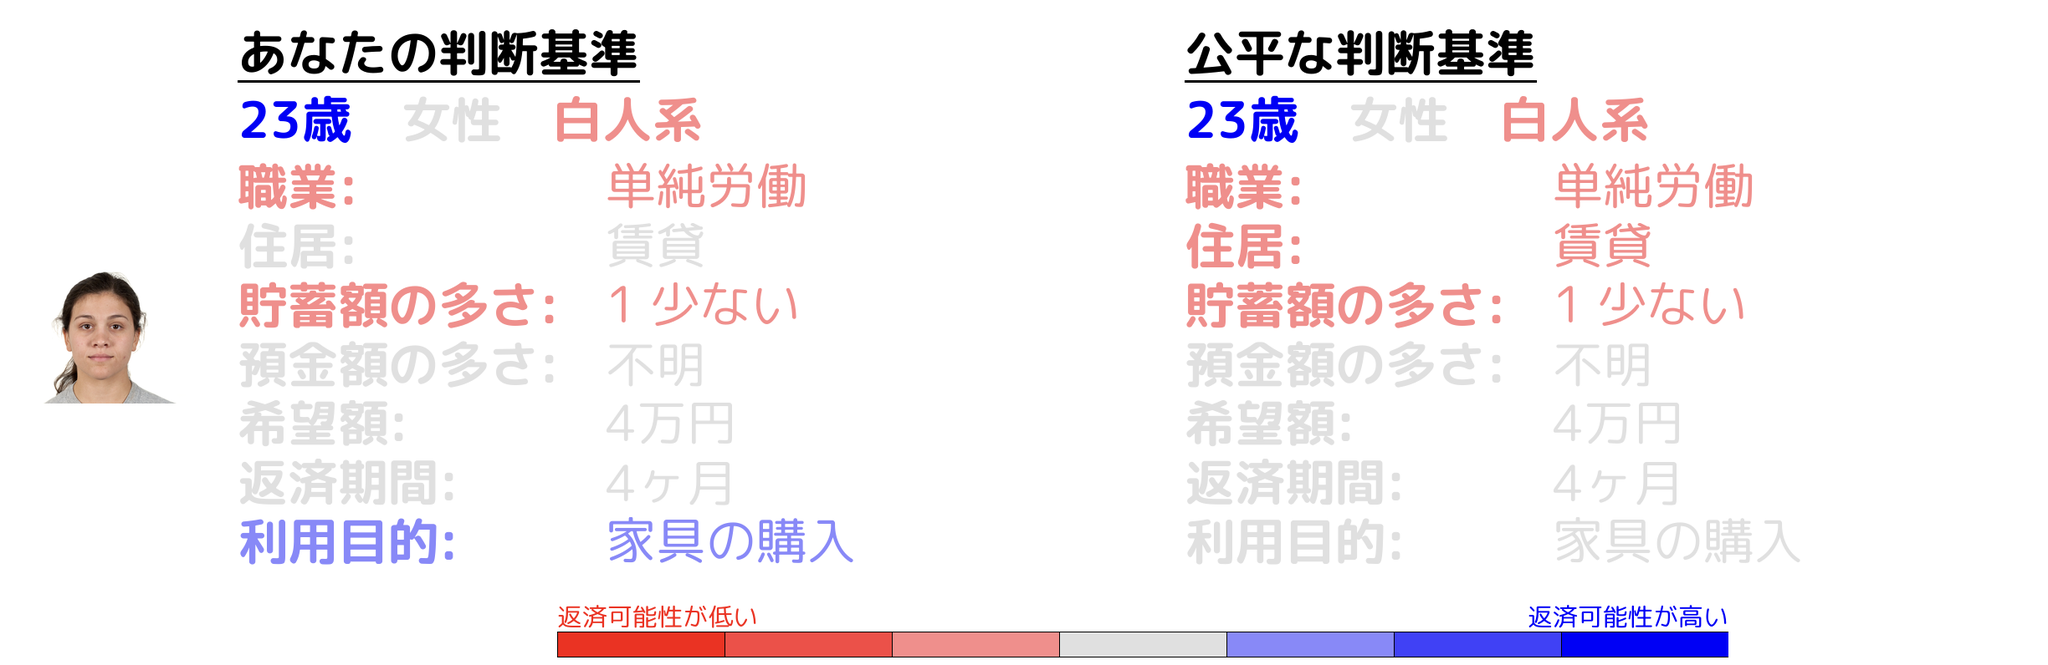 あなたの判断基準
23歳 女性 白人系
職業: 単純労働
住居: 賃貸
貯蓄額の多さ: 1 少ない
預金額の多さ: 不明
希望額: 4万円
返済期間: 4ヶ月
利用目的: 家具の購入
公平な判断基準
23歳 女性 白人系
職業: 単純労働
住居: 賃貸
貯蓄額の多さ: 1 少ない
預金額の多さ: 不明
希望額: 4万円
返済期間: 4ヶ月
利用目的: 家具の購入
返済可能性が低い
返済可能性が高い